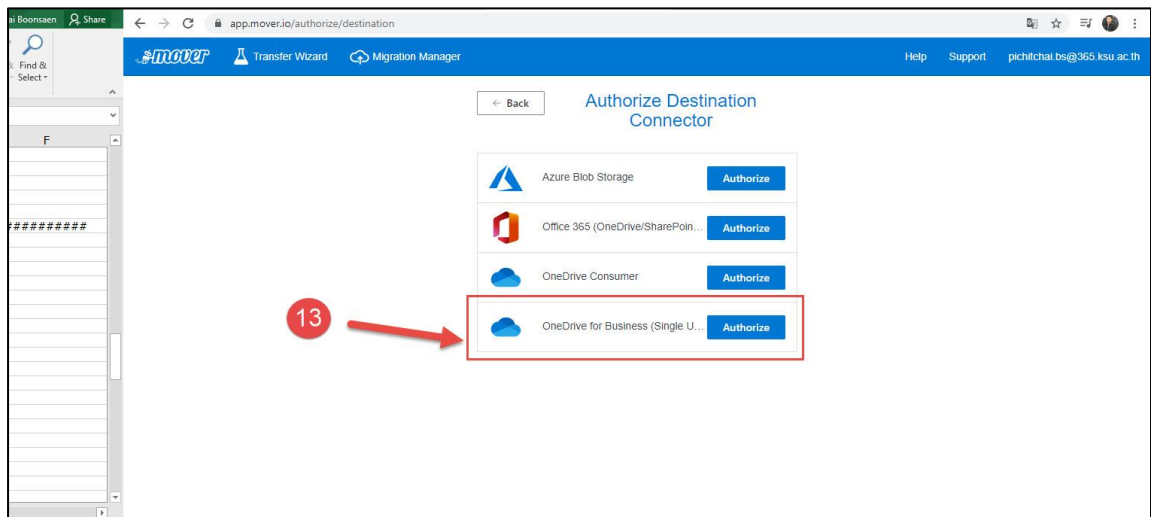 ai Boonsaen Share
Find &
Select
F
##########
app.mover.io/authorize/destination
mover Transfer Wizard Migration Manager Help Support pichitchai.bs@365.ksu.ac.th
← Back
Authorize Destination
Connector
Azure Blob Storage Authorize
Office 365 (OneDrive/SharePoin... Authorize
OneDrive Consumer Authorize
13
OneDrive for Business (Single U... Authorize